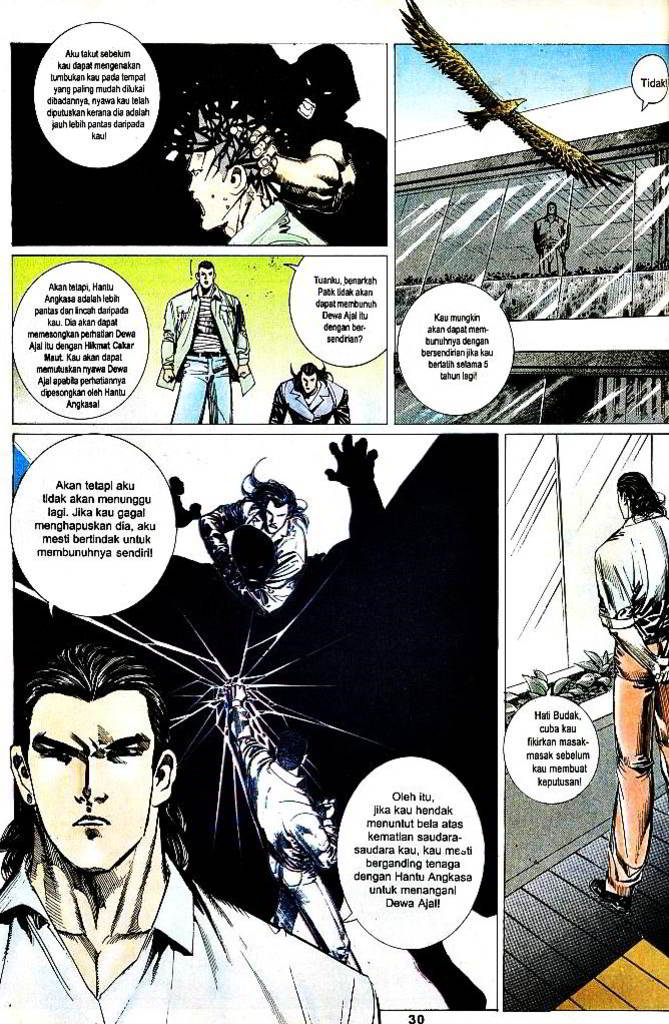 Aku takut sebelum
kau dapat mengenakan
tumbukan kau pada tempat
yang paling mudah dilukai
dibadannya, nyawa kau telah
diputuskan kerana dia adalah
jauh lebih pantas daripada
kau!
Tidak!
Kau mungkin
akan dapat mem-
bunuhnya dengan
bersendirian jika kau
berlatih selama 5
tahun lagi!
Akan tetapi, Hantu
Angkasa adalah lebih
pantas dan lincah daripada
kau. Dia akan dapat
memesongkan perhatian Dewa
Ajal itu dengan Hikmat Cakar
Maut. Kau akan dapat
memutuskan nyawa Dewa
Ajal apabila perhatiannya
dipesongkan oleh Hantu
Angkasa!
Tuanku, benarkah
Patik tidak akan
dapat membunuh
Dewa Ajal itu
dengan ber-
sendirian?
Akan tetapi aku
tidak akan menunggu
lagi. Jika kau gagal
menghapuskan dia, aku
mesti bertindak untuk
membunuhnya sendiri!
Oleh itu,
jika kau hendak
menuntut bela atas
kematian saudara-
saudara kau, kau mesti
berganding tenaga
dengan Hantu Angkasa
untuk menangani
Dewa Ajal!
Hati Budak,
cuba kau
fikirkan masak-
masak sebelum
kau membuat
keputusan!
30